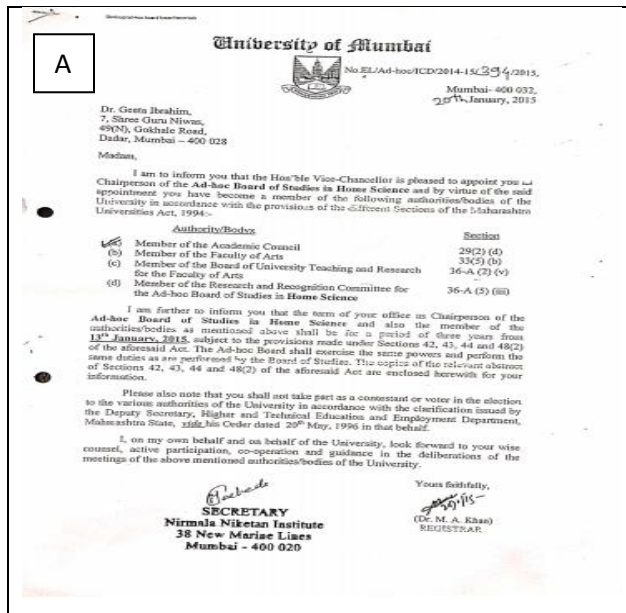 A
University of Mumbai
No.EL/Ad-hoc/ICD/2014-15/394/2015,
Mumbai- 400 032,
20th January, 2015
Dr. Geeta Ibrahim,
7, Shree Guru Niwas,
49(N), Gokhale Road,
Dadar, Mumbai – 400 028
Madam,
I am to inform you that the Hon'ble Vice-Chancellor is pleased to appoint you
Chairperson of the Ad-hoc Board of Studies in Home Science and by virtue of the said
appointment you have become a member of the following authorities/bodies of the
University in accordance with the provisions of the different Sections of the Maharashtra
Universities Act, 1994:-
Authority/Bodyx Section
(a) Member of the Academic Council 29(2) (d)
(b) Member of the Faculty of Arts 33(5) (b)
(c) Member of the Board of University Teaching and Research 36-A (2) (v)
for the Faculty of Arts
(d) Member of the Research and Recognition Committee for 36-A (5) (iii)
the Ad-hoc Board of Studies in Home Science
I am further to inform you that the term of your office as Chairperson of the
Ad-hoc Board of Studies in Home Science and also the member of the
authorities/bodies as mentioned above shall be for a period of three years from
13th January, 2015, subject to the provisions made under Sections 42, 43, 44 and 48(2)
of the aforesaid Act. The Ad-hoc Board shall exercise the same powers and perform the
same duties as are performed by the Board of Studies. The copies of the relevant abstract
of Sections 42, 43, 44 and 48(2) of the aforesaid Act are enclosed herewith for your
information.
Please also note that you shall not take part as a contestant or voter in the election
to the various authorities of the University in accordance with the clarification issued by
the Deputy Secretary, Higher and Technical Education and Employment Department,
Maharashtra State, vide his Order dated 20th May, 1996 in that behalf.
I, on my own behalf and on behalf of the University, look forward to your wise
counsel, active participation, co-operation and guidance in the deliberations of the
meetings of the above mentioned authorities/bodies of the University.
Yours faithfully,
(Dr. M. A. Khan)
REGISTRAR
SECRETARY
Nirmala Niketan Institute
38 New Marine Lines
Mumbai - 400 020